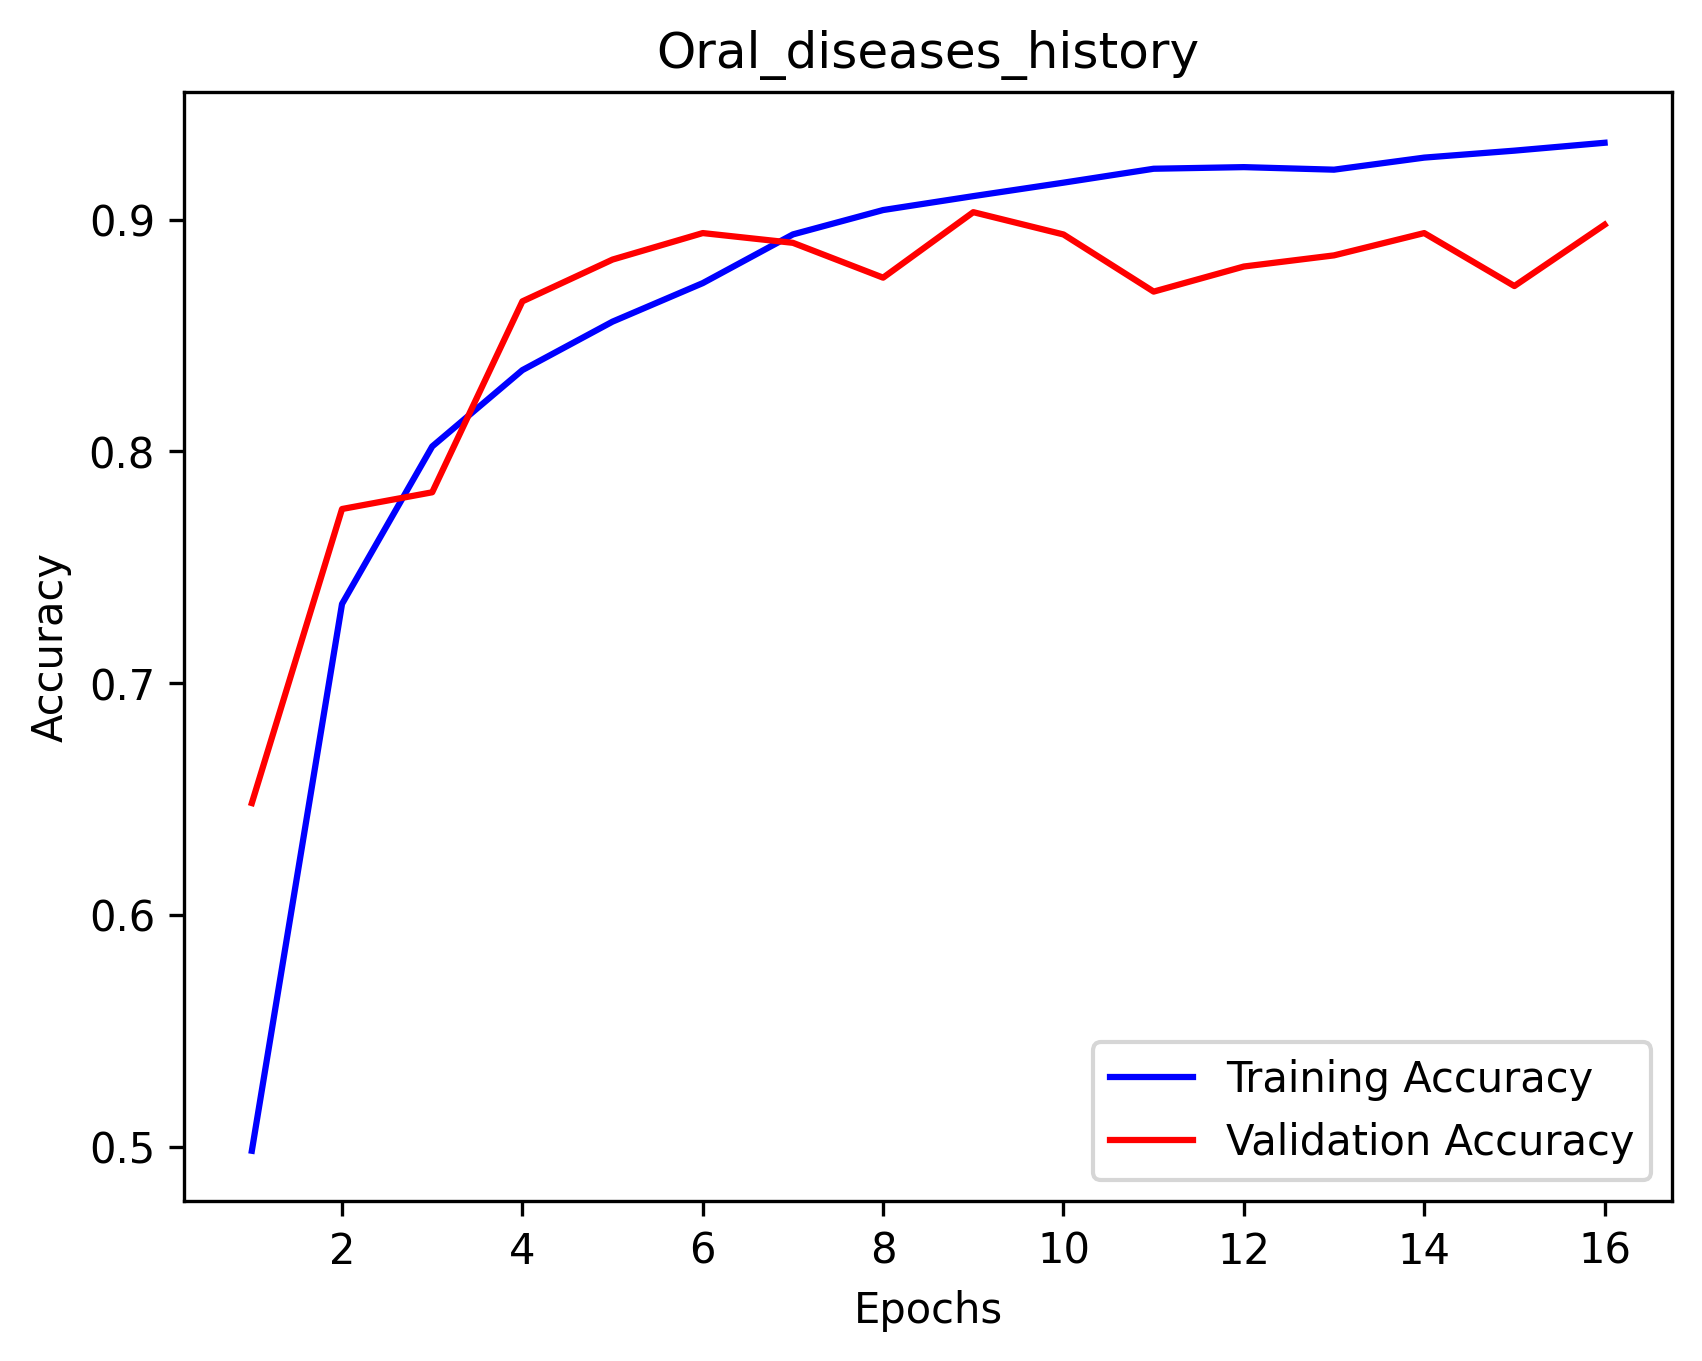 Oral_diseases_history
Accuracy
0.9
0.8
0.7
0.6
0.5
Training Accuracy
Validation Accuracy
2 4 6 8 10 12 14 16
Epochs